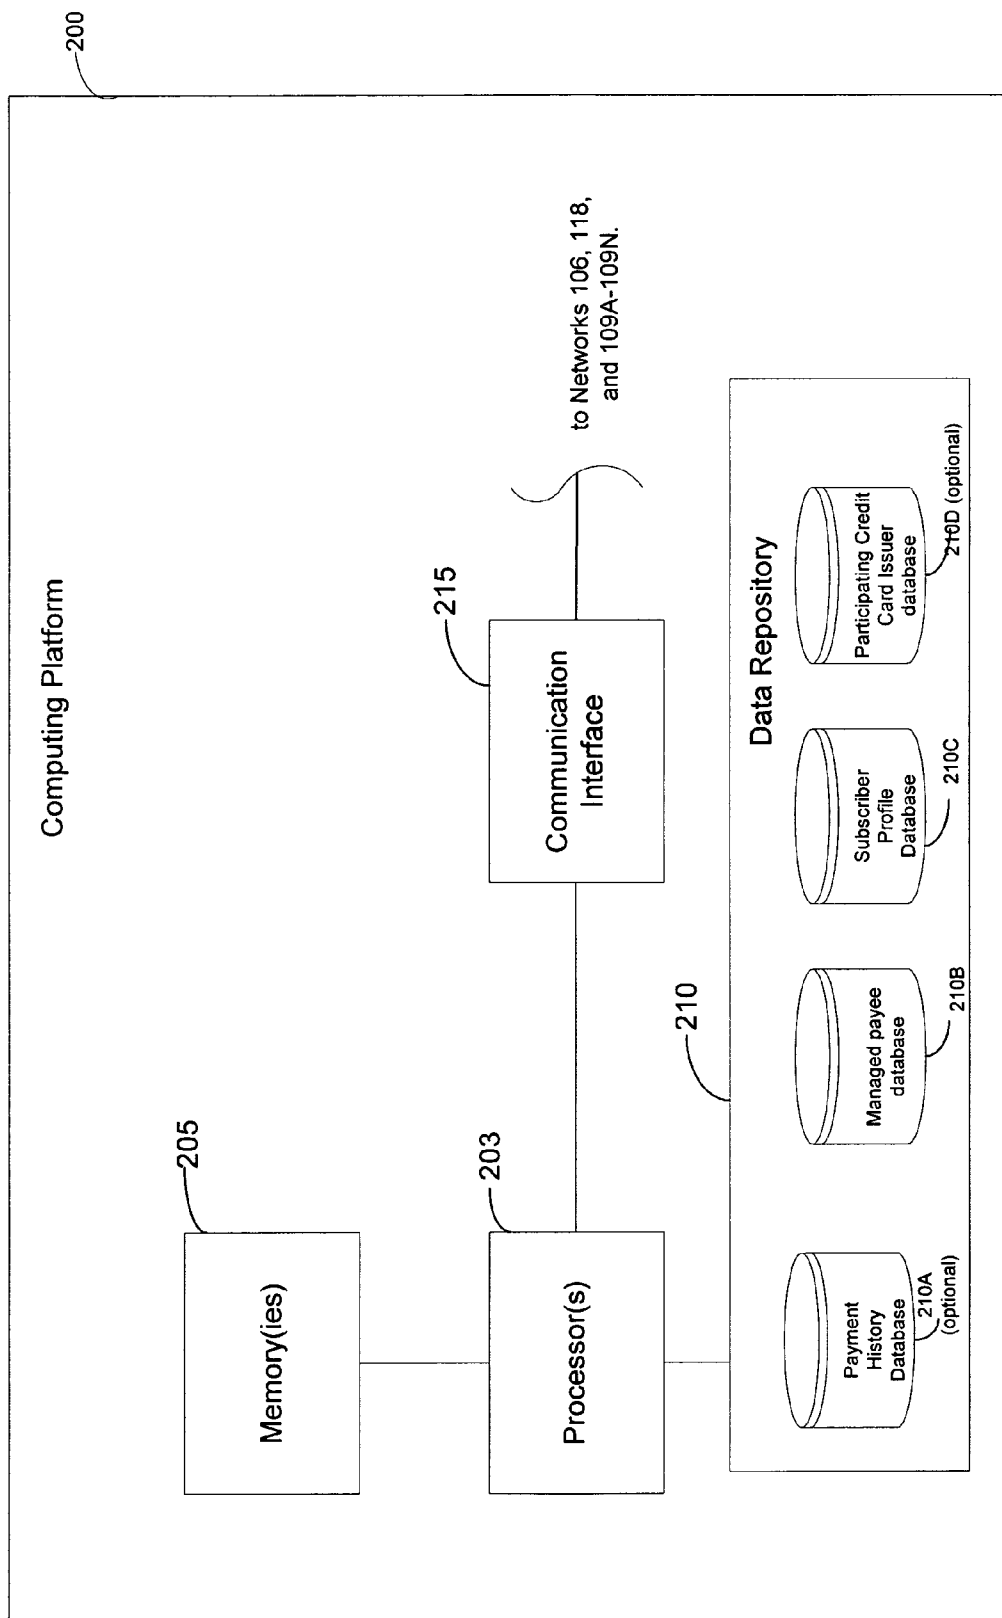 200
Computing Platform
205
Memory(ies)
203
Processor(s)
215
Communication
Interface
to Networks 106, 118,
and 109A-109N.
210
Data Repository
Payment
History
Database
210A
(optional)
Managed payee
database
210B
Subscriber
Profile
Database
210C
Participating Credit
Card Issuer
database
210D (optional)